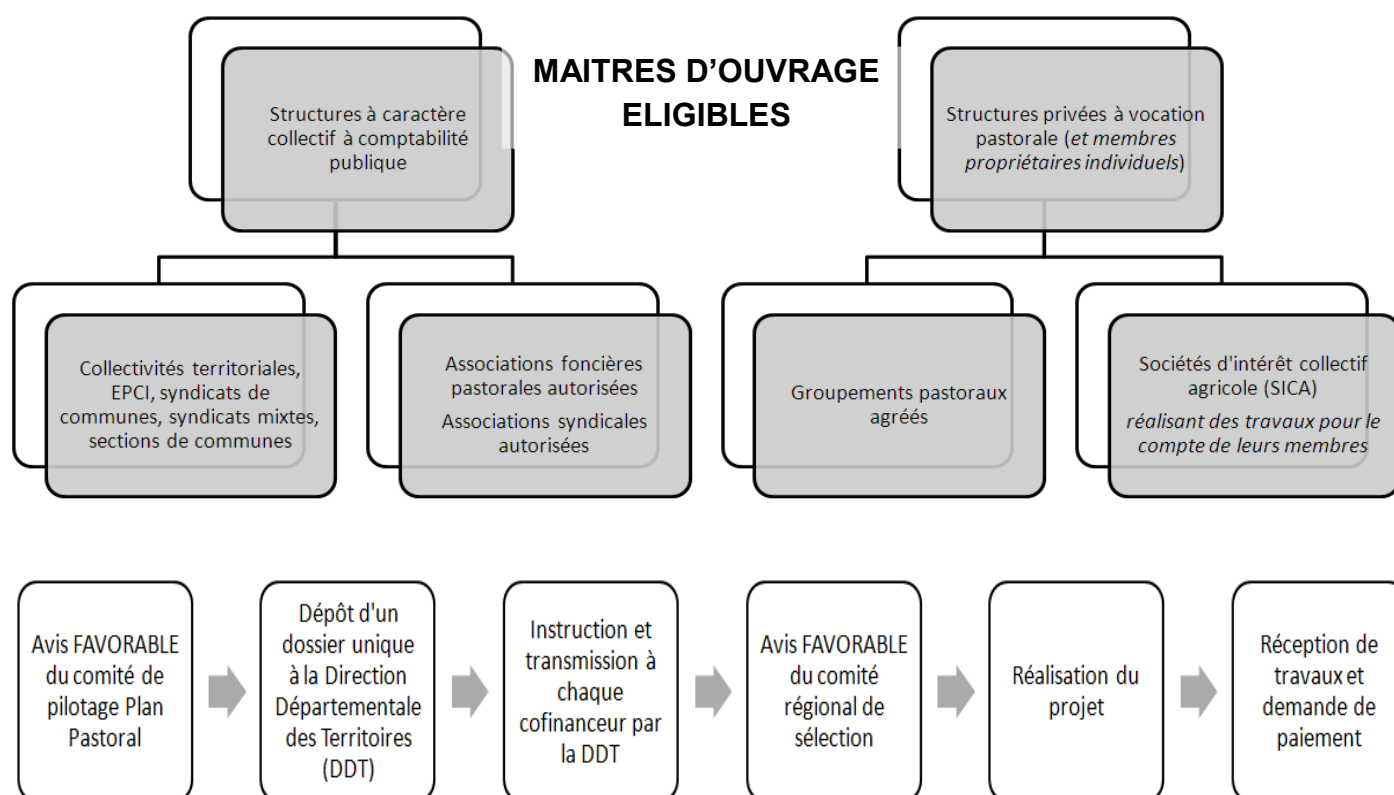 MAITRES D'OUVRAGE
ELIGIBLES
Structures à caractère
collectif à comptabilité
publique
Structures privées à vocation
pastorale (et membres
propriétaires individuels)
Collectivités territoriales,
EPCI, syndicats de
communes, syndicats mixtes,
sections de communes
Associations foncières
pastorales autorisées
Associations syndicales
autorisées
Groupements pastoraux
agréés
Sociétés d'intérêt collectif
agricole (SICA)
réalisant des travaux pour le
compte de leurs membres
Avis FAVORABLE
du comité de
pilotage Plan
Pastoral
Dépôt d'un
dossier unique
à la Direction
Départementale
des Territoires
(DDT)
Instruction et
transmission à
chaque
cofinanceur par
la DDT
Avis FAVORABLE
du comité
régional de
sélection
Réalisation du
projet
Réception de
travaux et
demande de
paiement